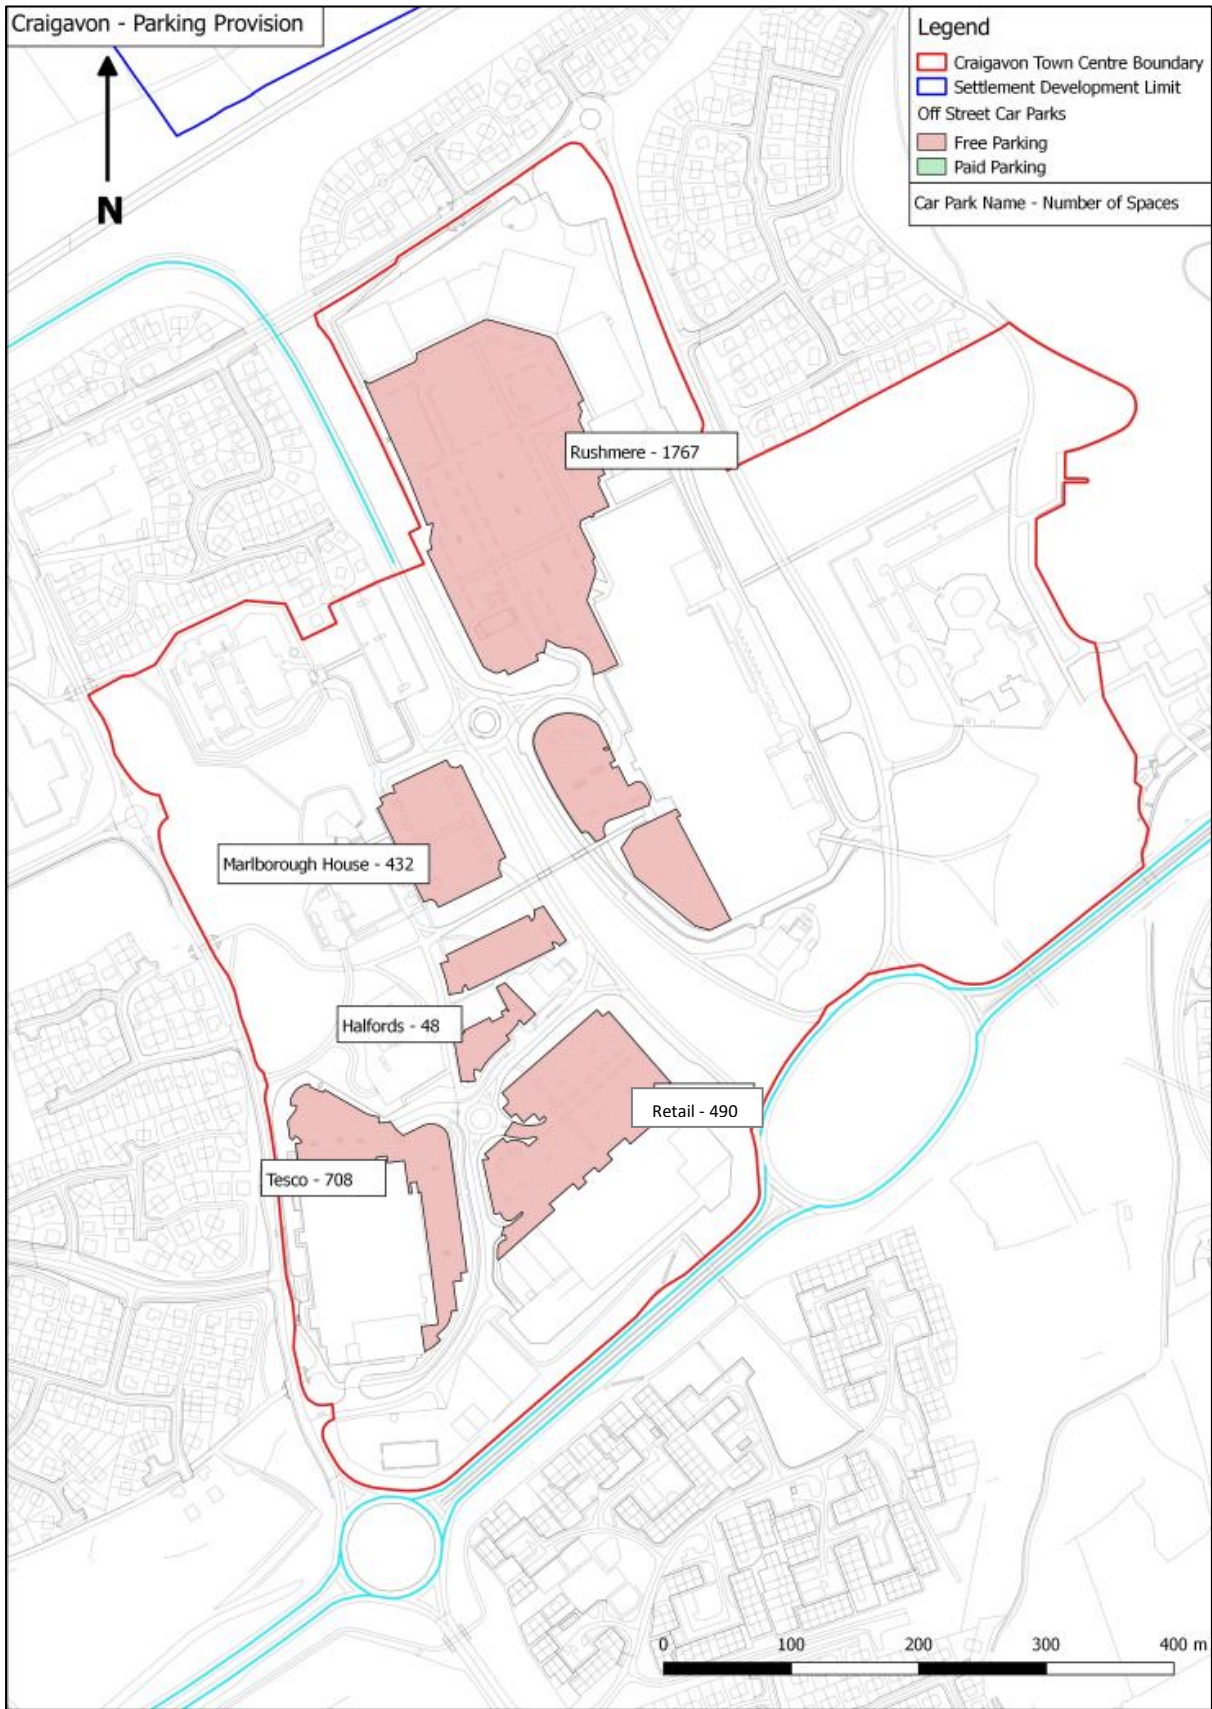 Craigavon - Parking Provision
N
Legend
Craigavon Town Centre Boundary
Settlement Development Limit
Off Street Car Parks
Free Parking
Paid Parking
Car Park Name - Number of Spaces
Rushmere - 1767
Marlborough House - 432
Halfords - 48
Retail - 490
Tesco - 708
0 100 200 300 400 m